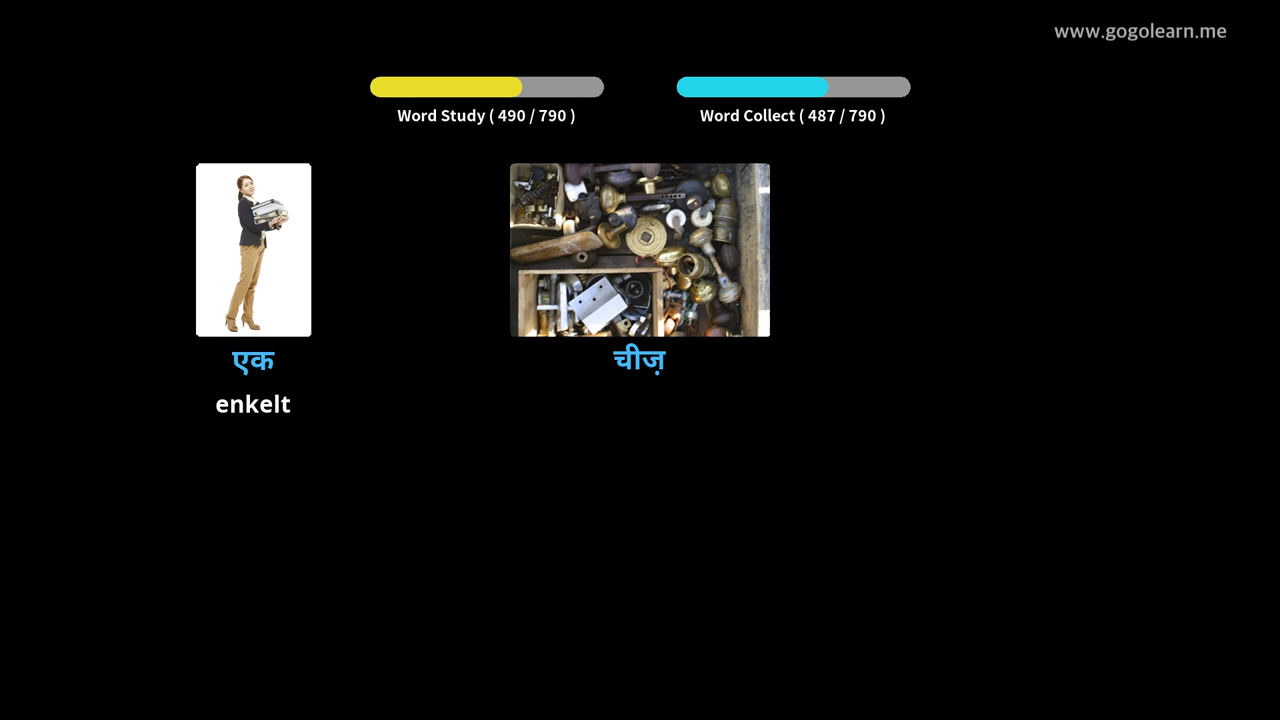 www.gogolearn.me
Word Study ( 490 / 790 )
Word Collect ( 487 / 790 )
एक
चीज़
enkelt